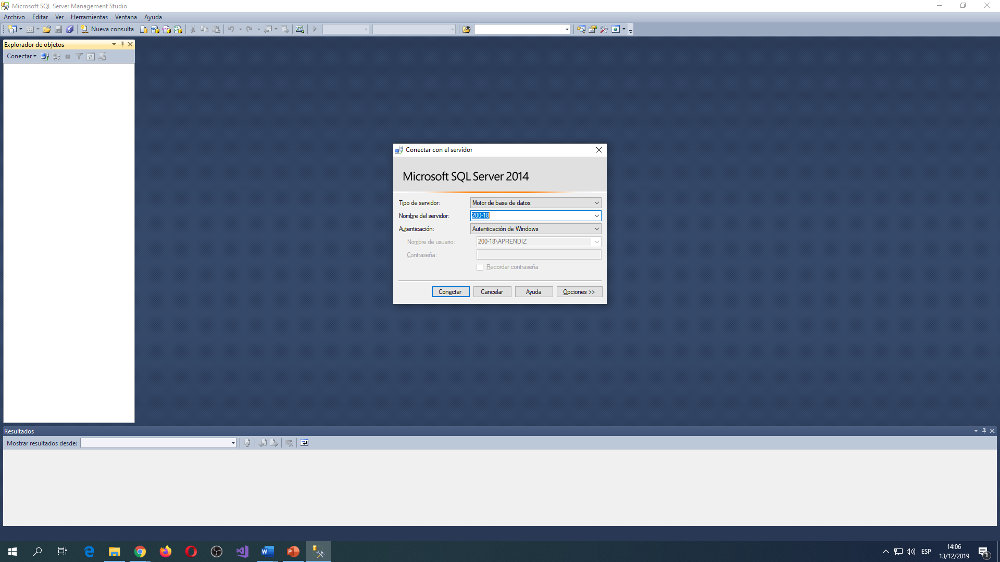 Microsoft SQL Server Management Studio
Archivo Editar Ver Herramientas Ventana Ayuda
Nueva consulta
Explorador de objetos
Conectar
Conectar con el servidor
Microsoft SQL Server 2014
Tipo de servidor: Motor de base de datos
Nombre del servidor: 200-18
Autenticación: Autenticación de Windows
Nombre de usuario: 200-18\APRENDIZ
Contraseña:
Recordar contraseña
Conectar Cancelar Ayuda Opciones >>
Resultados
Mostrar resultados desde:
ESP
14:06
13/12/2019
1